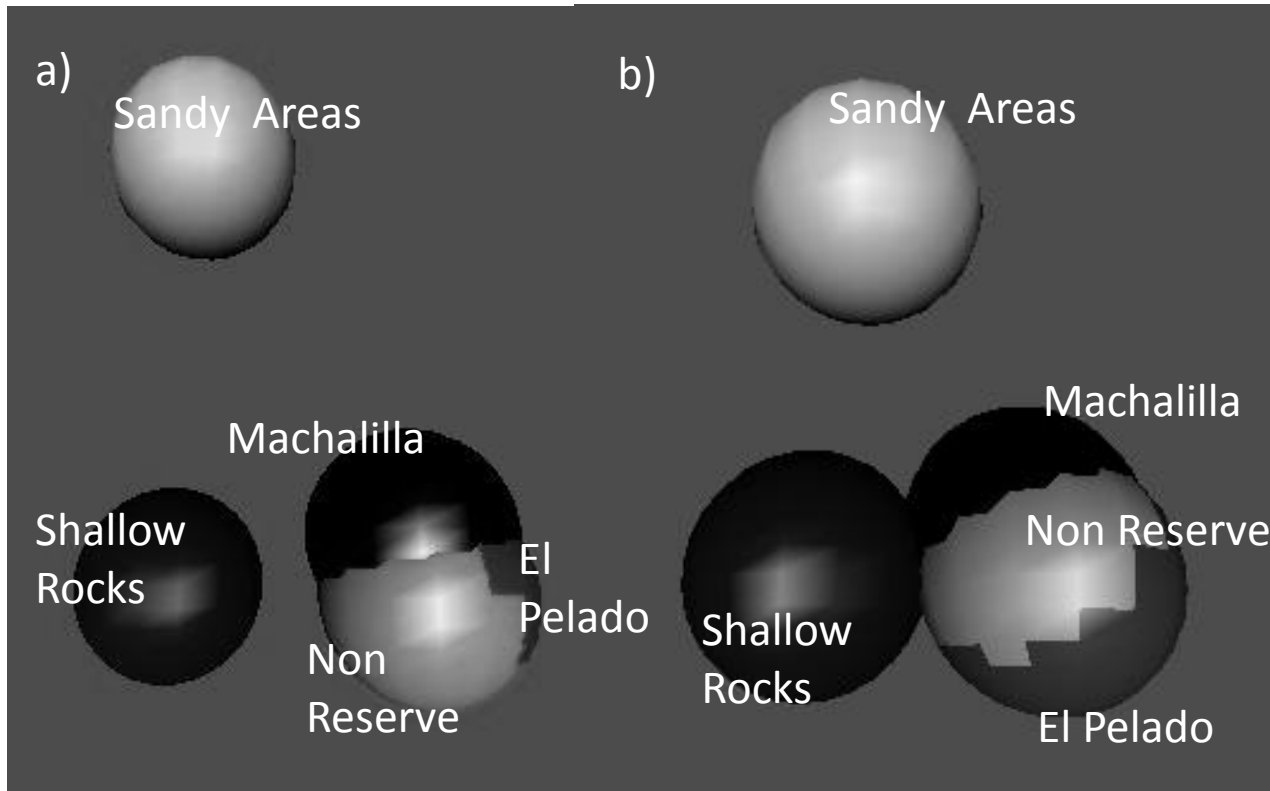 a)
Sandy Areas
Machalilla
Shallow
Rocks
El
Pelado
Non
Reserve
b)
Sandy Areas
Machalilla
Non Reserve
Shallow
Rocks
El Pelado